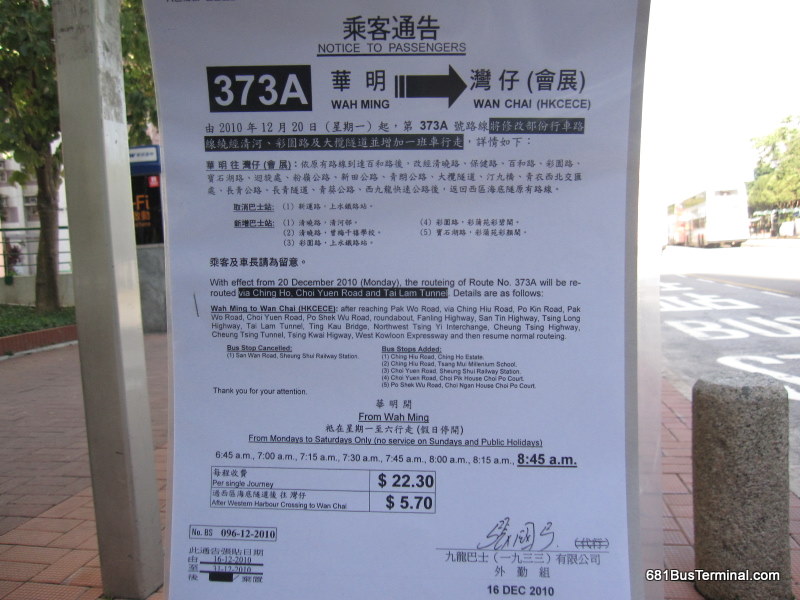 乘客通告
NOTICE TO PASSENGERS
373A 華明 灣仔(會展)
WAH MING WAN CHAI (HKCECE)
由 2010 年 12 月 20 日 (星期一) 起, 第 373A 號路線將修改部份行車路
線繞經清河、彩園路及大欖隧道並增加一班車行走, 詳情如下:
華明往灣仔(會展): 依原有路線到達百和路後, 改經清曉路、保健路、百和路、彩園路、
寶石湖路、迴旋處、粉嶺公路、新田公路、青朗公路、大欖隧道、汀九橋、青衣西北交匯
處、長青公路、長青隧道、青葵公路、西九龍快速公路後, 返回西區海底隧原有路線。
取消巴士站: (1) 新運路, 上水鐵路站。
新增巴士站: (1) 清曉路, 清河邨。 (4) 彩園路, 彩蒲苑彩碧閣。
(2) 清曉路, 曾梅千禧學校。 (5) 寶石湖路, 彩蒲苑彩顏閣。
(3) 彩園路, 上水鐵路站。
乘客及車長請為留意。
With effect from 20 December 2010 (Monday), the routeing of Route No. 373A will be re-
routed via Ching Ho, Choi Yuen Road and Tai Lam Tunnel. Details are as follows:
Wah Ming to Wan Chai (HKCECE): after reaching Pak Wo Road, via Ching Hiu Road, Po Kin Road, Pak
Wo Road, Choi Yuen Road, Po Shek Wu Road, roundabout, Fanling Highway, San Tin Highway, Tsing Long
Highway, Tai Lam Tunnel, Ting Kau Bridge, Northwest Tsing Yi Interchange, Cheung Tsing Highway,
Cheung Tsing Tunnel, Tsing Kwai Higway, West Kowloon Expressway and then resume normal routeing.
Bus Stop Cancelled: Bus Stops Added:
(1) San Wan Road, Sheung Shui Railway Station. (1) Ching Hiu Road, Ching Ho Estate.
(2) Ching Hiu Road, Tsang Mui Millenium School.
(3) Choi Yuen Road, Sheung Shui Railway Station.
(4) Choi Yuen Road, Choi Pik House Choi Po Court.
(5) Po Shek Wu Road, Choi Ngan House Choi Po Court.
Thank you for your attention.
華明開
From Wah Ming
祗在星期一至六行走 (假日停開)
From Mondays to Saturdays Only (no service on Sundays and Public Holidays)
6:45 a.m., 7:00 a.m., 7:15 a.m., 7:30 a.m., 7:45 a.m., 8:00 a.m., 8:15 a.m., 8:45 a.m.
每程收費
Per single Journey $ 22.30
過西區海底隧道後往灣仔
After Western Harbour Crossing to Wan Chai $ 5.70
No. BS 096-12-2010
此通告張貼日期
由 16-12-2010
至 31-12-2010
後 棄置
(代行)
九龍巴士(一九三三)有限公司
外勤組
16 DEC 2010
681BusTerminal.com